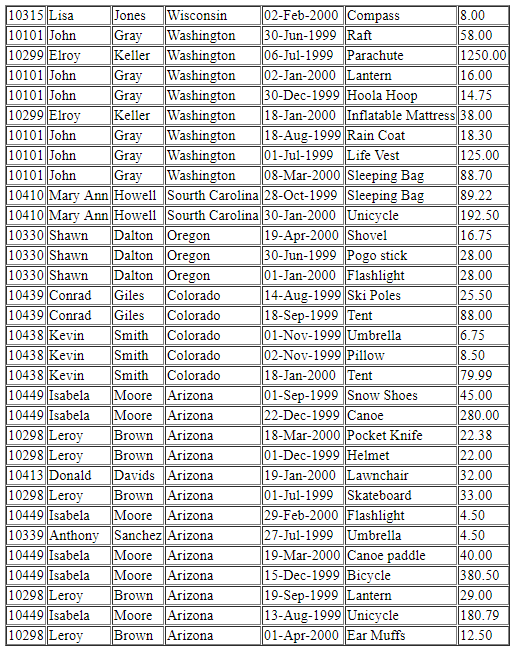 10315 Lisa Jones Wisconsin 02-Feb-2000 Compass 8.00
10101 John Gray Washington 30-Jun-1999 Raft 58.00
10299 Elroy Keller Washington 06-Jul-1999 Parachute 1250.00
10101 John Gray Washington 02-Jan-2000 Lantern 16.00
10101 John Gray Washington 30-Dec-1999 Hoola Hoop 14.75
10299 Elroy Keller Washington 18-Jan-2000 Inflatable Mattress 38.00
10101 John Gray Washington 18-Aug-1999 Rain Coat 18.30
10101 John Gray Washington 01-Jul-1999 Life Vest 125.00
10101 John Gray Washington 08-Mar-2000 Sleeping Bag 88.70
10410 Mary Ann Howell Sourth Carolina 28-Oct-1999 Sleeping Bag 89.22
10410 Mary Ann Howell Sourth Carolina 30-Jan-2000 Unicycle 192.50
10330 Shawn Dalton Oregon 19-Apr-2000 Shovel 16.75
10330 Shawn Dalton Oregon 30-Jun-1999 Pogo stick 28.00
10330 Shawn Dalton Oregon 01-Jan-2000 Flashlight 28.00
10439 Conrad Giles Colorado 14-Aug-1999 Ski Poles 25.50
10439 Conrad Giles Colorado 18-Sep-1999 Tent 88.00
10438 Kevin Smith Colorado 01-Nov-1999 Umbrella 6.75
10438 Kevin Smith Colorado 02-Nov-1999 Pillow 8.50
10438 Kevin Smith Colorado 18-Jan-2000 Tent 79.99
10449 Isabela Moore Arizona 01-Sep-1999 Snow Shoes 45.00
10449 Isabela Moore Arizona 22-Dec-1999 Canoe 280.00
10298 Leroy Brown Arizona 18-Mar-2000 Pocket Knife 22.38
10298 Leroy Brown Arizona 01-Dec-1999 Helmet 22.00
10413 Donald Davids Arizona 19-Jan-2000 Lawnchair 32.00
10298 Leroy Brown Arizona 01-Jul-1999 Skateboard 33.00
10449 Isabela Moore Arizona 29-Feb-2000 Flashlight 4.50
10339 Anthony Sanchez Arizona 27-Jul-1999 Umbrella 4.50
10449 Isabela Moore Arizona 19-Mar-2000 Canoe paddle 40.00
10449 Isabela Moore Arizona 15-Dec-1999 Bicycle 380.50
10298 Leroy Brown Arizona 19-Sep-1999 Lantern 29.00
10449 Isabela Moore Arizona 13-Aug-1999 Unicycle 180.79
10298 Leroy Brown Arizona 01-Apr-2000 Ear Muffs 12.50